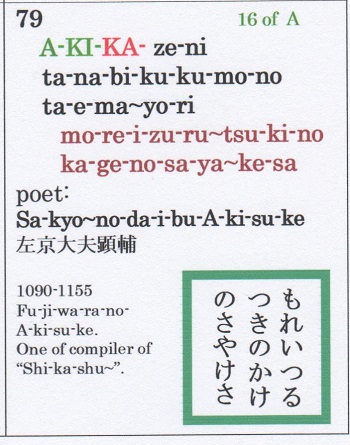 79
16 of A
A-KI-KA- ze-ni
ta-na-bi-ku-ku-mo-no
ta-e-ma~yo-ri
mo-re-i-zu-ru~tsu-ki-no
ka-ge-no-sa-ya~ke-sa
poet:
Sa-kyo~no-da-i-bu-A-ki-su-ke
左京大夫顕輔
1090-1155
Fu-ji-wa-ra-no-
A-ki-su-ke.
One of compiler of
“Shi-ka-shu~”.
もれいつる
つきのかけ
のさやけさ